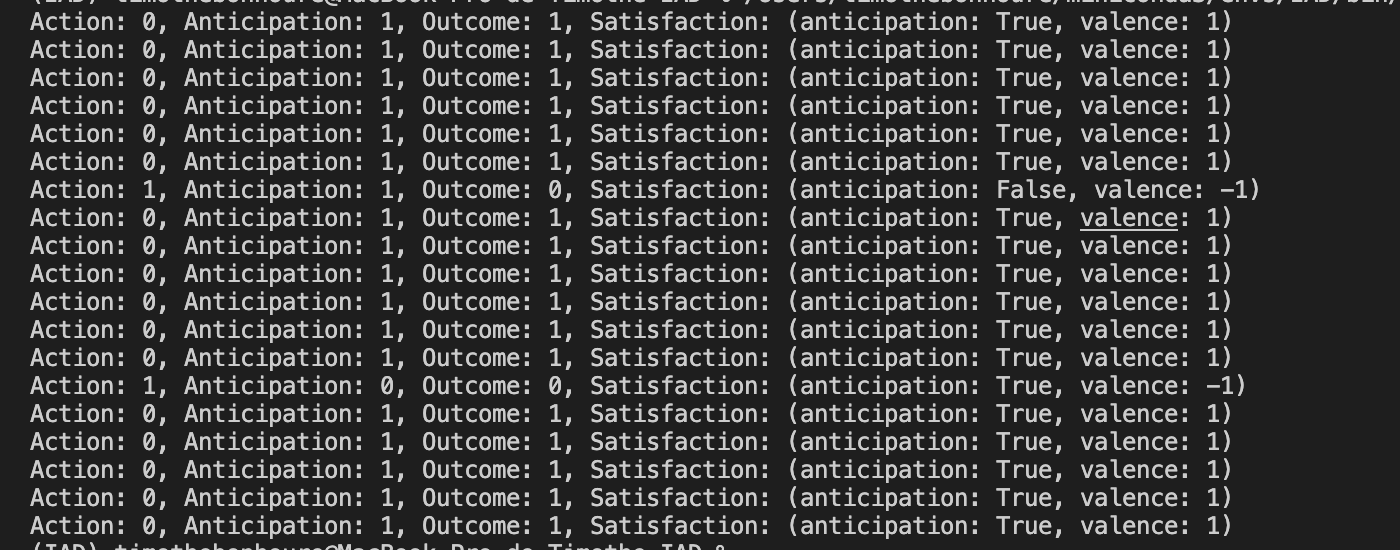 Action: 0, Anticipation: 1, Outcome: 1, Satisfaction: (anticipation: True, valence: 1)
Action: 0, Anticipation: 1, Outcome: 1, Satisfaction: (anticipation: True, valence: 1)
Action: 0, Anticipation: 1, Outcome: 1, Satisfaction: (anticipation: True, valence: 1)
Action: 0, Anticipation: 1, Outcome: 1, Satisfaction: (anticipation: True, valence: 1)
Action: 0, Anticipation: 1, Outcome: 1, Satisfaction: (anticipation: True, valence: 1)
Action: 0, Anticipation: 1, Outcome: 1, Satisfaction: (anticipation: True, valence: 1)
Action: 1, Anticipation: 1, Outcome: 0, Satisfaction: (anticipation: False, valence: -1)
Action: 0, Anticipation: 1, Outcome: 1, Satisfaction: (anticipation: True, valence: 1)
Action: 0, Anticipation: 1, Outcome: 1, Satisfaction: (anticipation: True, valence: 1)
Action: 0, Anticipation: 1, Outcome: 1, Satisfaction: (anticipation: True, valence: 1)
Action: 0, Anticipation: 1, Outcome: 1, Satisfaction: (anticipation: True, valence: 1)
Action: 0, Anticipation: 1, Outcome: 1, Satisfaction: (anticipation: True, valence: 1)
Action: 0, Anticipation: 1, Outcome: 1, Satisfaction: (anticipation: True, valence: 1)
Action: 1, Anticipation: 0, Outcome: 0, Satisfaction: (anticipation: True, valence: -1)
Action: 0, Anticipation: 1, Outcome: 1, Satisfaction: (anticipation: True, valence: 1)
Action: 0, Anticipation: 1, Outcome: 1, Satisfaction: (anticipation: True, valence: 1)
Action: 0, Anticipation: 1, Outcome: 1, Satisfaction: (anticipation: True, valence: 1)
Action: 0, Anticipation: 1, Outcome: 1, Satisfaction: (anticipation: True, valence: 1)
Action: 0, Anticipation: 1, Outcome: 1, Satisfaction: (anticipation: True, valence: 1)